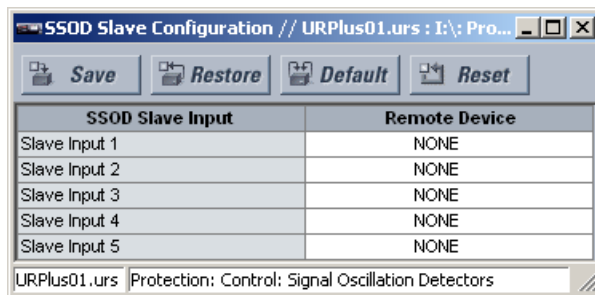 SSOD Slave Configuration // URPlus01.urs : I:\: Pro...
Save Restore Default Reset
SSOD Slave Input Remote Device
Slave Input 1 NONE
Slave Input 2 NONE
Slave Input 3 NONE
Slave Input 4 NONE
Slave Input 5 NONE
URPlus01.urs Protection: Control: Signal Oscillation Detectors